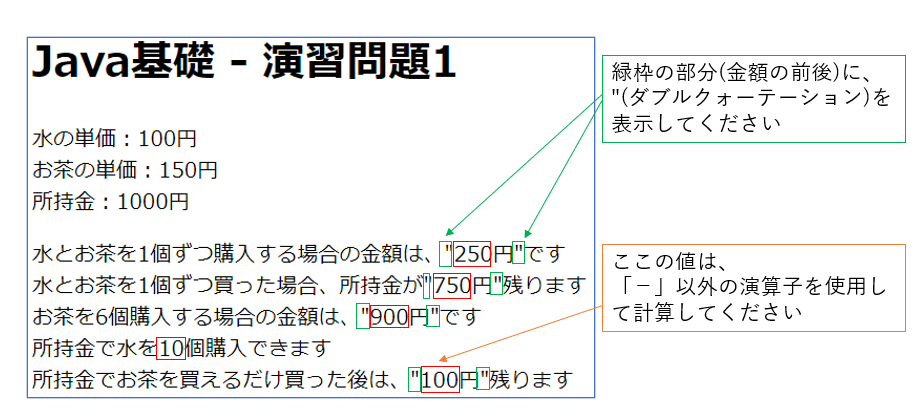 Java基礎 - 演習問題1
水の単価：100円
お茶の単価：150円
所持金：1000円
水とお茶を1個ずつ購入する場合の金額は、"250円"です
水とお茶を1個ずつ買った場合、所持金が"750円"残ります
お茶を6個購入する場合の金額は、"900円"です
所持金で水を10個購入できます
所持金でお茶を買えるだけ買った後は、"100円"残ります
緑枠の部分(金額の前後)に、
"(ダブルクォーテーション)を
表示してください
ここの値は、
「－」以外の演算子を使用し
て計算してください